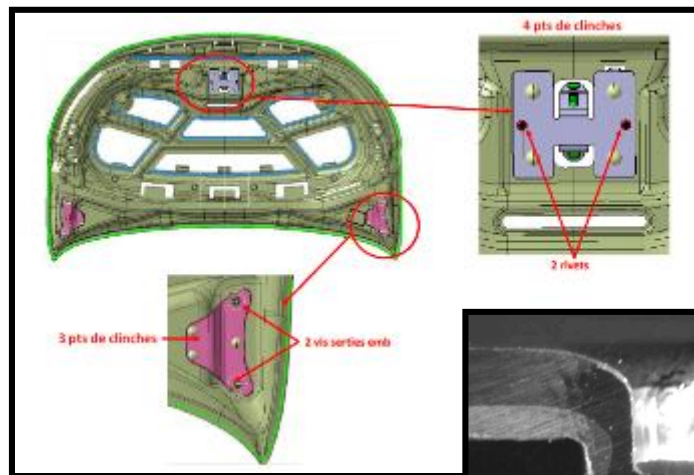 4 pts de clinches
2 rivets
3 pts de clinches
2 vis serties emb